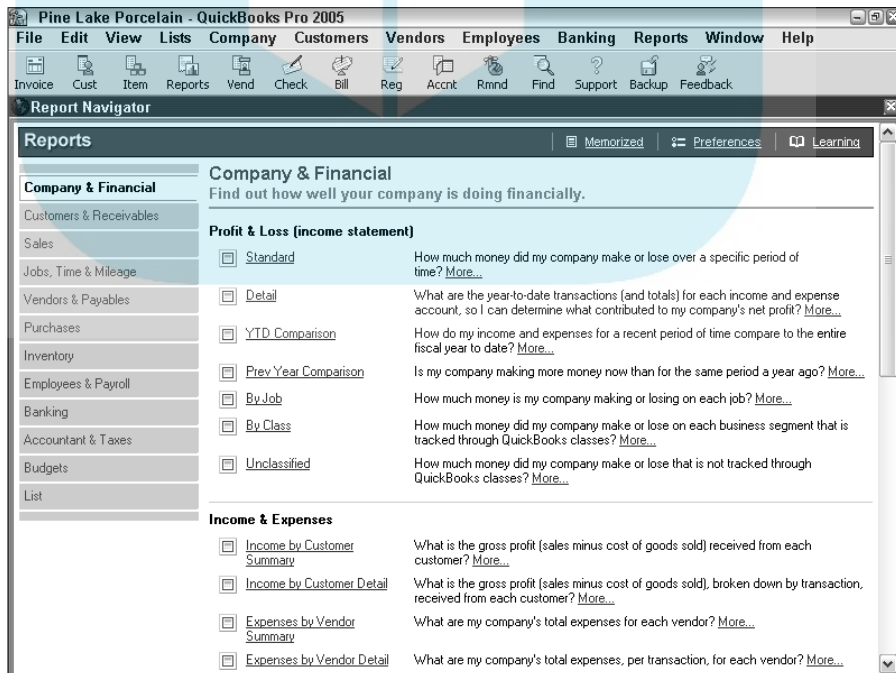 Pine Lake Porcelain - QuickBooks Pro 2005
File Edit View Lists Company Customers Vendors Employees Banking Reports Window Help
Invoice Cust Item Reports Vend Check Bill Reg Accnt Rmnd Find Support Backup Feedback
Report Navigator
Reports
Memorized
Preferences
Learning
Company & Financial
Customers & Receivables
Sales
Jobs, Time & Mileage
Vendors & Payables
Purchases
Inventory
Employees & Payroll
Banking
Accountant & Taxes
Budgets
List
Company & Financial
Find out how well your company is doing financially.
Profit & Loss (income statement)
Standard
How much money did my company make or lose over a specific period of
time? More...
Detail
What are the year-to-date transactions (and totals) for each income and expense
account, so I can determine what contributed to my company's net profit? More...
YTD Comparison
How do my income and expenses for a recent period of time compare to the entire
fiscal year to date? More...
Prev Year Comparison
Is my company making more money now than for the same period a year ago? More...
By Job
How much money is my company making or losing on each job? More...
By Class
How much money did my company make or lose on each business segment that is
tracked through QuickBooks classes? More...
Unclassified
How much money did my company make or lose that is not tracked through
QuickBooks classes? More...
Income & Expenses
Income by Customer
Summary
What is the gross profit (sales minus cost of goods sold) received from each
customer? More...
Income by Customer Detail
What is the gross profit (sales minus cost of goods sold), broken down by transaction,
received from each customer? More...
Expenses by Vendor
Summary
What are my company's total expenses for each vendor? More...
Expenses by Vendor Detail
What are my company's total expenses, per transaction, for each vendor? More...